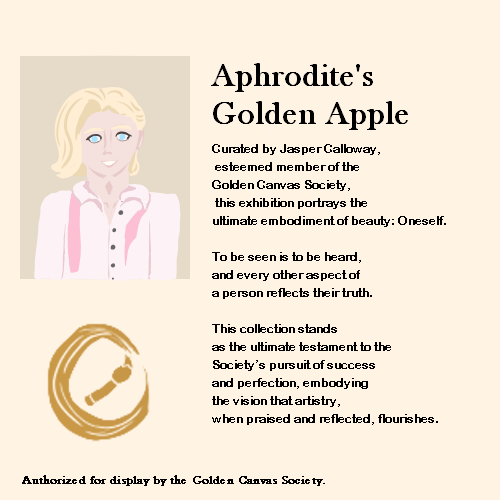 Aphrodite's
Golden Apple
Curated by Jasper Calloway,
esteemed member of the
Golden Canvas Society,
this exhibition portrays the
ultimate embodiment of beauty: Oneself.
To be seen is to be heard,
and every other aspect of
a person reflects their truth.
This collection stands
as the ultimate testament to the
Society's pursuit of success
and perfection, embodying
the vision that artistry,
when praised and reflected, flourishes.
Authorized for display by the Golden Canvas Society.